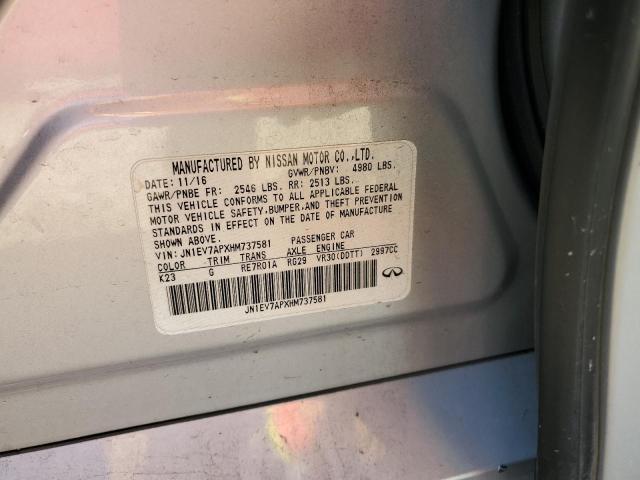 MANUFACTURED BY NISSAN MOTOR CO.,LTD.
DATE: 11/16 GVWR/PNBV: 4980 LBS.
GAWR/PNBE FR: 2546 LBS. RR: 2513 LBS.
THIS VEHICLE CONFORMS TO ALL APPLICABLE FEDERAL
MOTOR VEHICLE SAFETY,BUMPER,AND THEFT PREVENTION
STANDARDS IN EFFECT ON THE DATE OF MANUFACTURE
SHOWN ABOVE.
VIN: JN1EV7APXHM737581 PASSENGER CAR
COLOR TRIM TRANS AXLE ENGINE
K23 G RE7R01A RG29 VR30(DDTT) 2997CC
JN1EV7APXHM737581